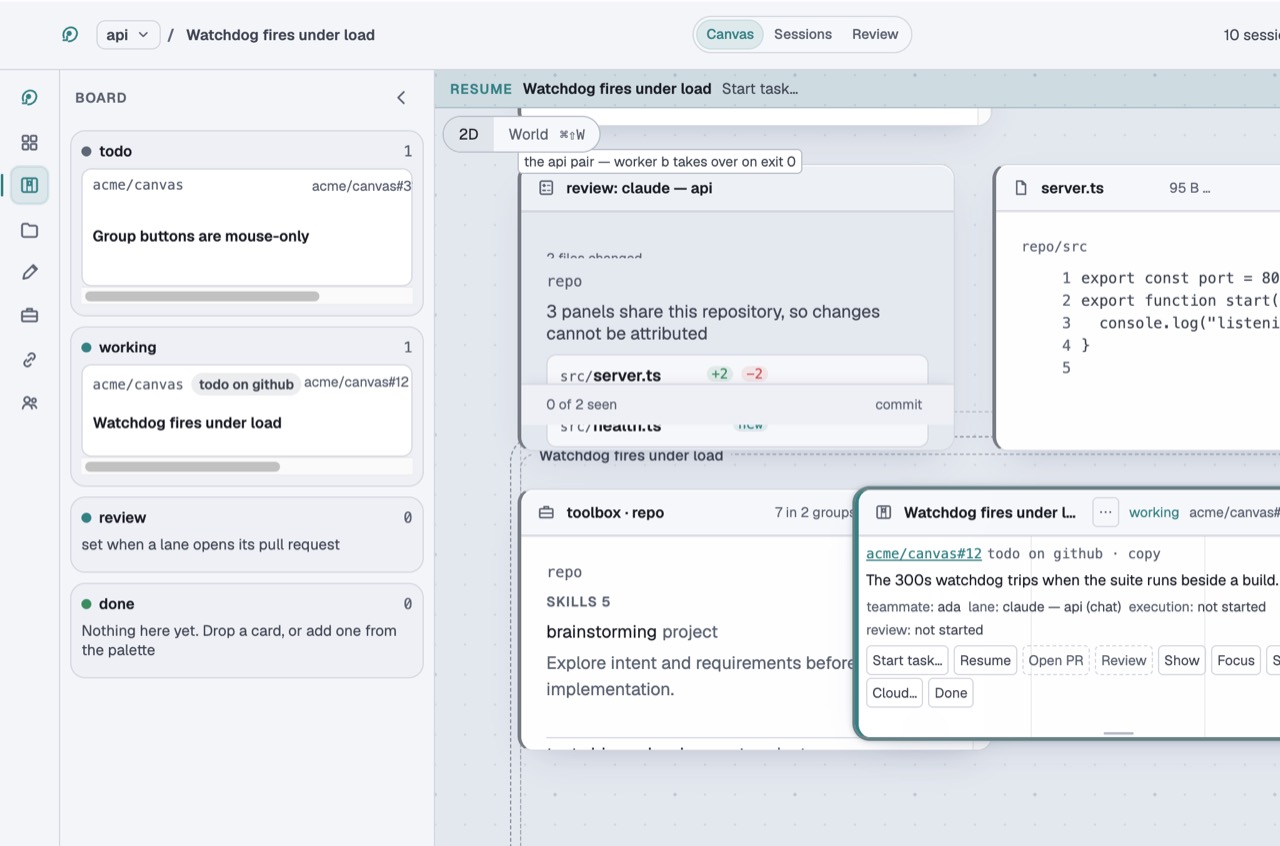 api / Watchdog fires under load
Canvas Sessions Review
10
BOARD
todo 1
acme/canvas acme/canvas#3
Group buttons are mouse-only
working 1
acme/canvas todo on github acme/canvas#12
Watchdog fires under load
review 0
set when a lane opens its pull request
done 0
Nothing here yet. Drop a card, or add one from
the palette
RESUME Watchdog fires under load Start task…
2D World ⌘⇧W
the api pair — worker b takes over on exit 0
review: claude — api
2 files changed
repo
3 panels share this repository, so changes
cannot be attributed
src/server.ts +2 −2
0 of 2 seen commit
src/health.ts new
server.ts 95 B …
repo/src
1 export const port = 80
2 export function start(
3 console.log("listeni
4 }
5
Watchdog fires under load
toolbox · repo 7 in 2 groups
repo
SKILLS 5
brainstorming project
Explore intent and requirements before
implementation.
Watchdog fires under l… ⋯ working acme/canvas#
acme/canvas#12 todo on github · copy
The 300s watchdog trips when the suite runs beside a build.
teammate: ada lane: claude — api (chat) execution: not started
review: not started
Start task… Resume Open PR Review Show Focus S
Cloud… Done